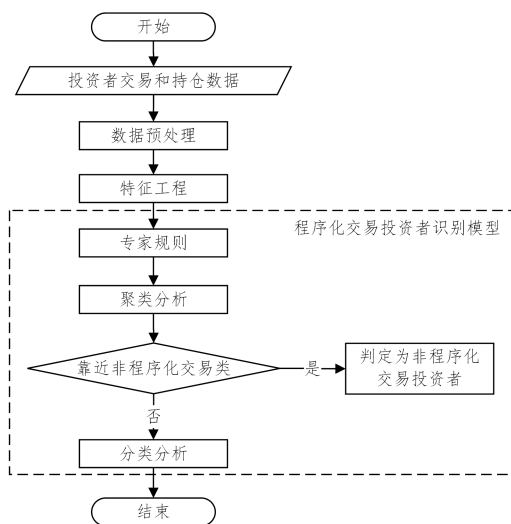 开始
投资者交易和持仓数据
数据预处理
特征工程
程序化交易投资者识别模型
专家规则
聚类分析
靠近非程序化交易类
是
判定为非程序化
交易投资者
否
分类分析
结束